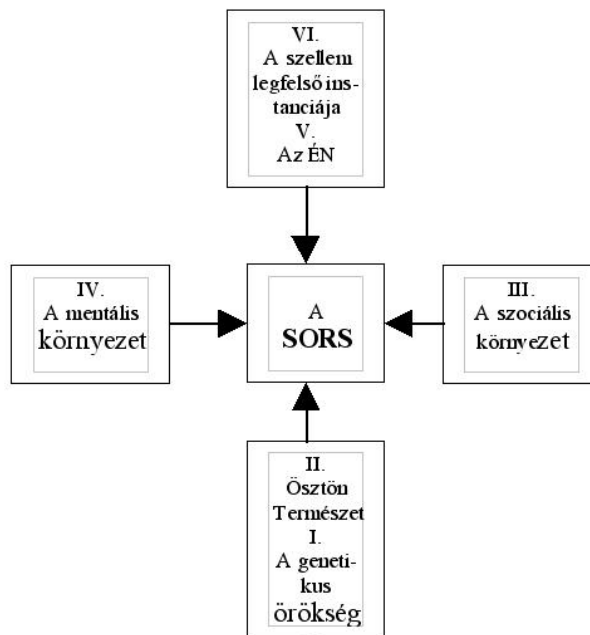 VI.
A szellem
legfelső ins-
tanciája
V.
Az ÉN
IV.
A mentális
környezet
A
SORS
III.
A szociális
környezet
II.
Ösztön
Természet
I.
A geneti-
kus
örökség